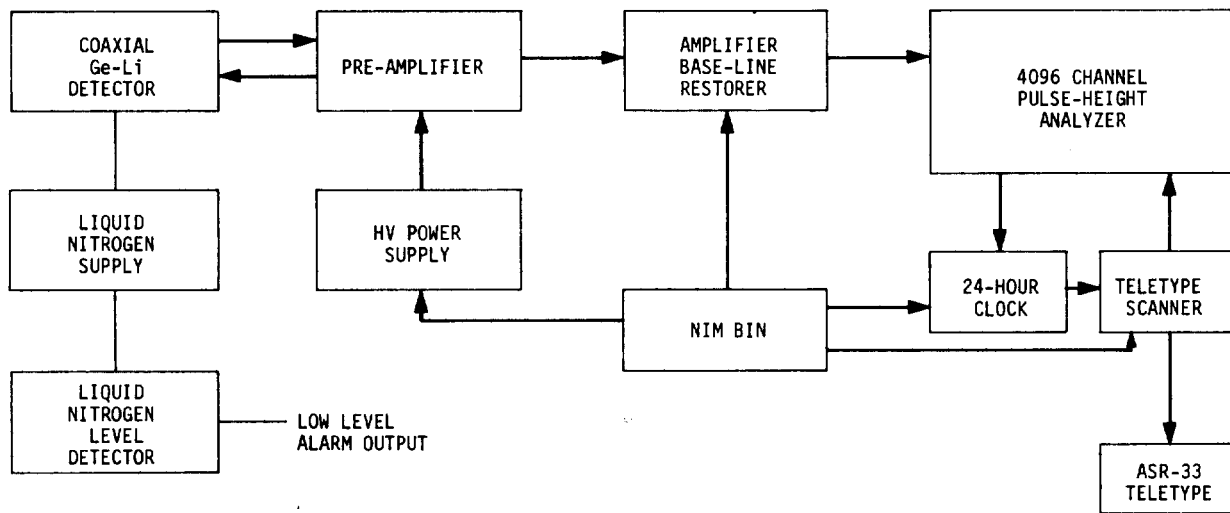 COAXIAL
Ge-Li
DETECTOR
PRE-AMPLIFIER
AMPLIFIER
BASE-LINE
RESTORER
4096 CHANNEL
PULSE-HEIGHT
ANALYZER
LIQUID
NITROGEN
SUPPLY
HV POWER
SUPPLY
NIM BIN
24-HOUR
CLOCK
TELETYPE
SCANNER
LIQUID
NITROGEN
LEVEL
DETECTOR
LOW LEVEL
ALARM OUTPUT
ASR-33
TELETYPE